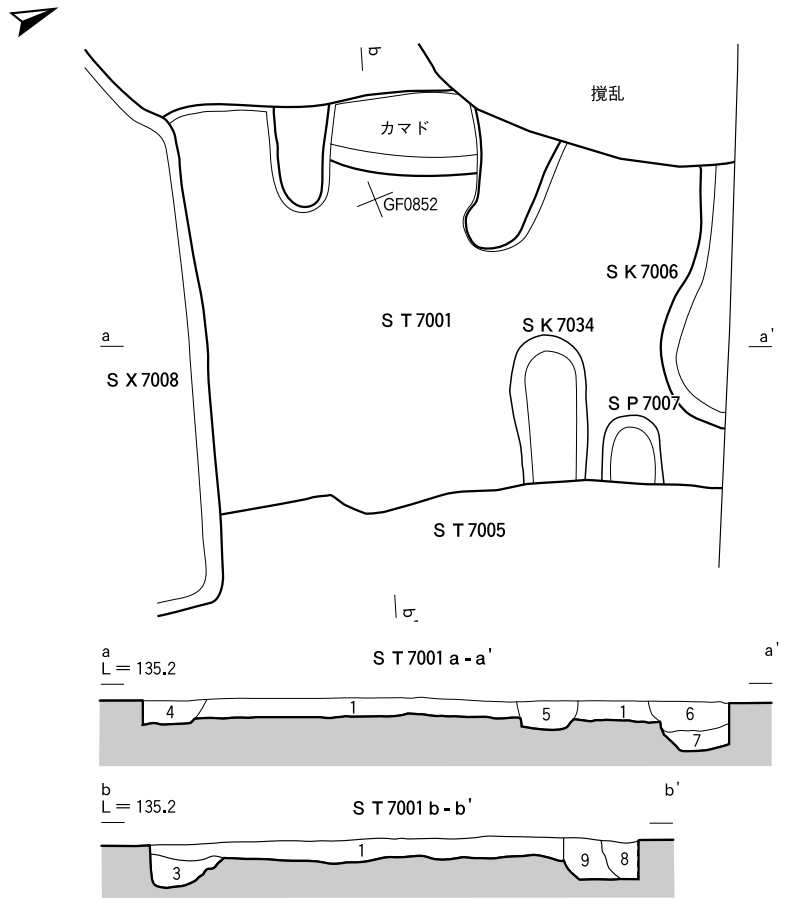 b
撹乱
カマド
GF0852
S K 7006
S T 7001
S K 7034
a
a'
S X 7008
S P 7007
S T 7005
b'
a
L = 135.2
S T 7001 a - a'
a'
4
1
5
1
6
7
b
L = 135.2
S T 7001 b - b'
b'
3
1
9
8